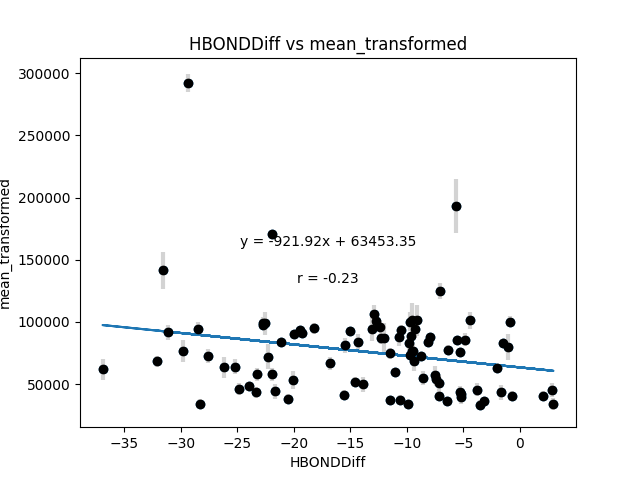 HBONDDiff vs mean_transformed
300000
250000
200000
150000
100000
50000
mean_transformed
y = -921.92x + 63453.35
r = -0.23
−35
−30
−25
−20
−15
−10
−5
0
HBONDDiff